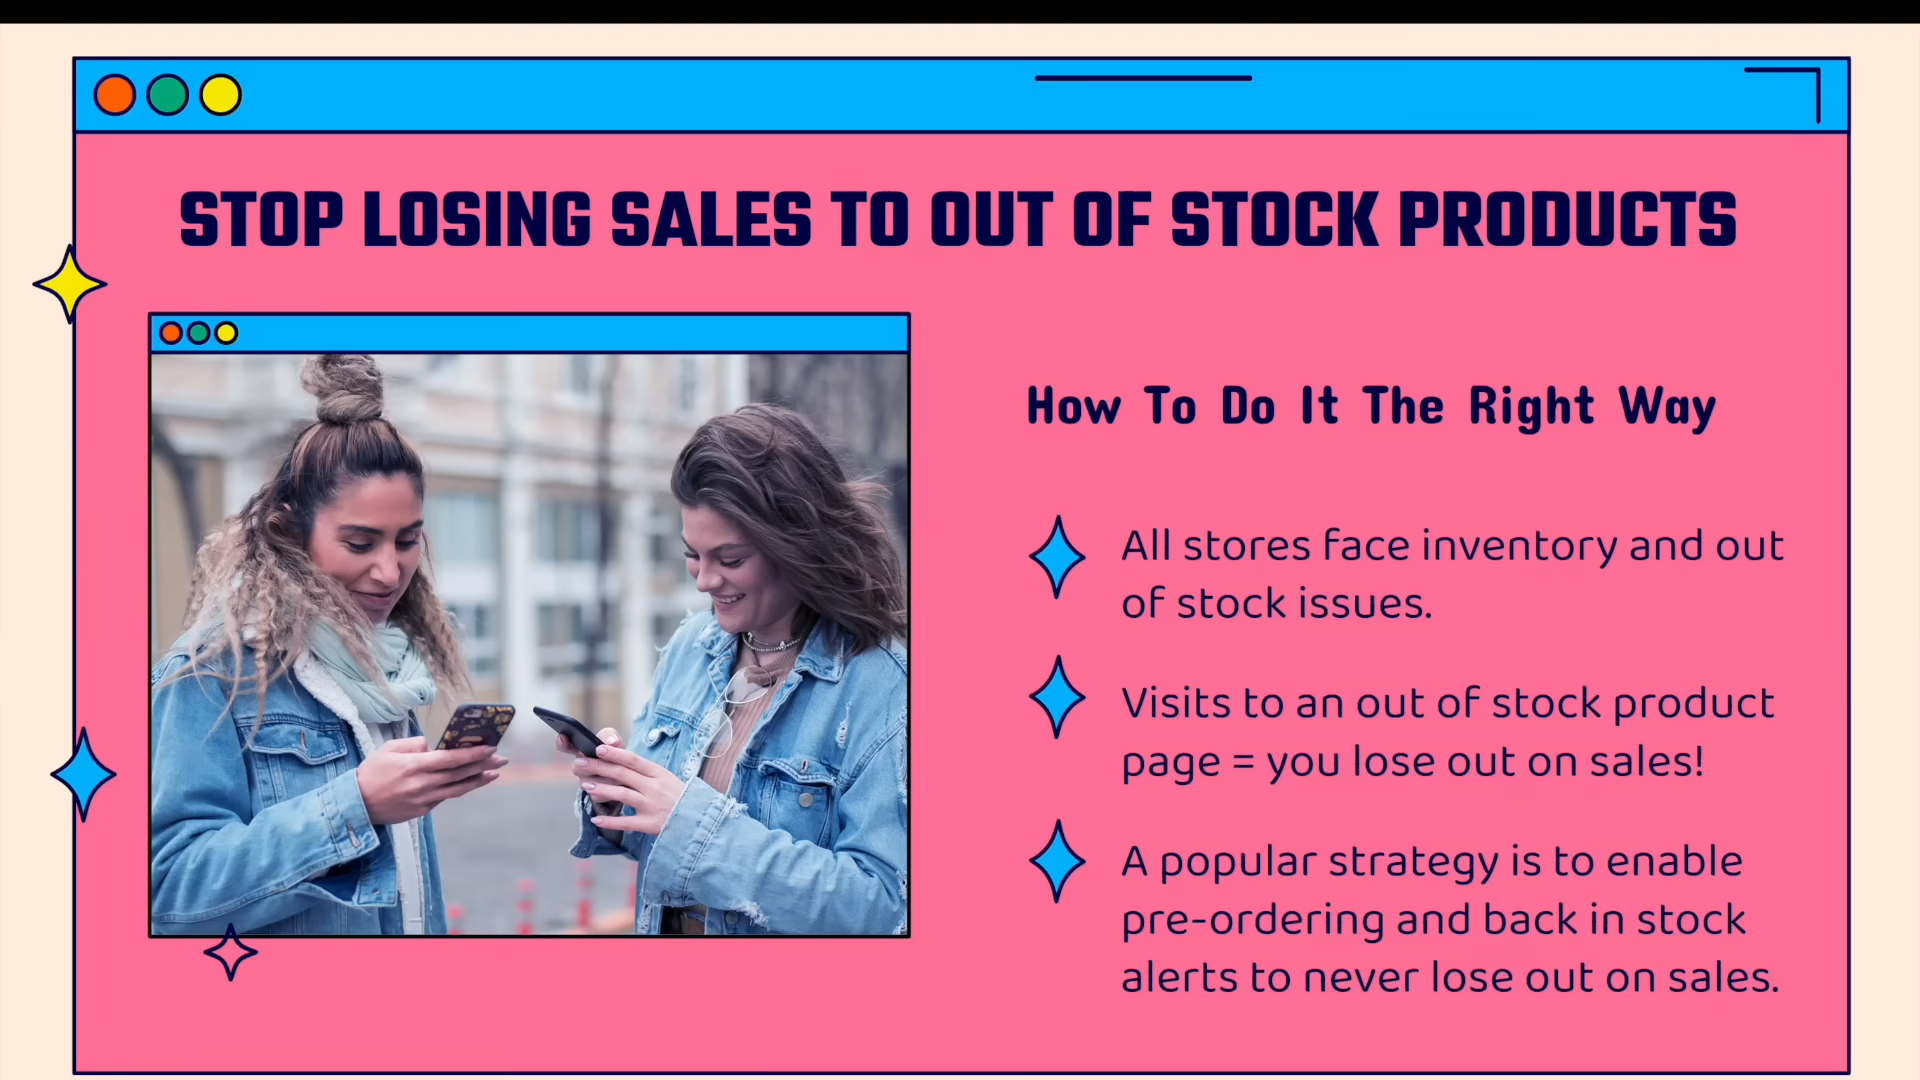 STOP LOSING SALES TO OUT OF STOCK PRODUCTS
How To Do It The Right Way
All stores face inventory and out
of stock issues.
Visits to an out of stock product
page = you lose out on sales!
A popular strategy is to enable
pre-ordering and back in stock
alerts to never lose out on sales.